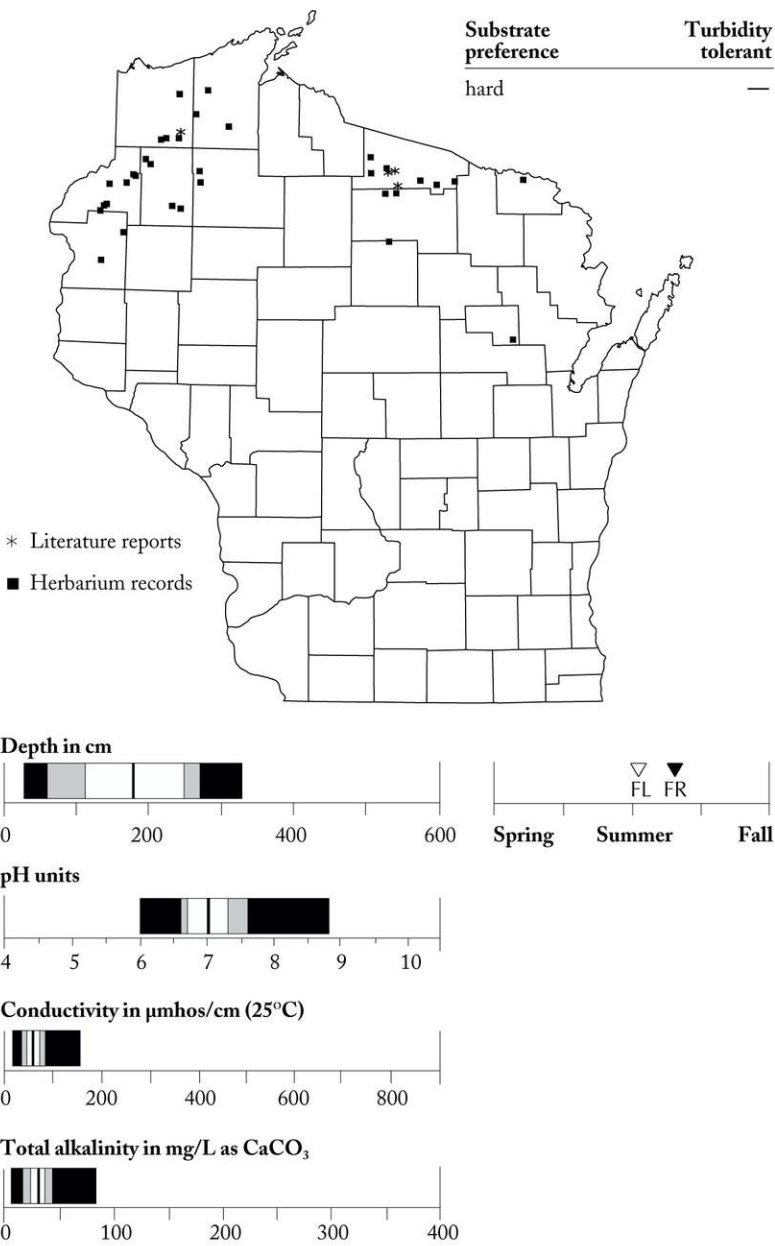 Substrate preference Turbidity tolerant
hard —
* Literature reports
■ Herbarium records
Depth in cm
0 200 400 600
FL FR
Spring Summer Fall
pH units
4 5 6 7 8 9 10
Conductivity in µmhos/cm (25°C)
0 200 400 600 800
Total alkalinity in mg/L as CaCO₃
0 100 200 300 400